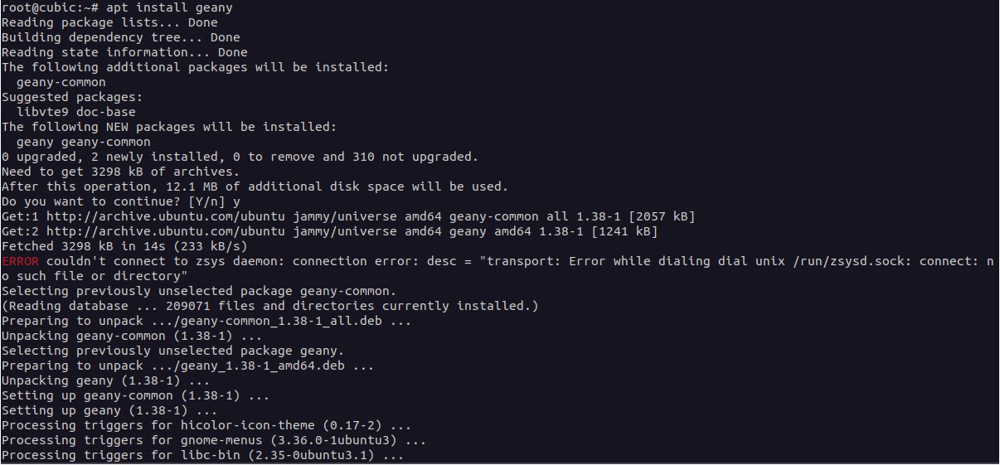 root@cubic:~# apt install geany
Reading package lists... Done
Building dependency tree... Done
Reading state information... Done
The following additional packages will be installed:
  geany-common
Suggested packages:
  libvte9 doc-base
The following NEW packages will be installed:
  geany geany-common
0 upgraded, 2 newly installed, 0 to remove and 310 not upgraded.
Need to get 3298 kB of archives.
After this operation, 12.1 MB of additional disk space will be used.
Do you want to continue? [Y/n] y
Get:1 http://archive.ubuntu.com/ubuntu jammy/universe amd64 geany-common all 1.38-1 [2057 kB]
Get:2 http://archive.ubuntu.com/ubuntu jammy/universe amd64 geany amd64 1.38-1 [1241 kB]
Fetched 3298 kB in 14s (233 kB/s)
ERROR couldn't connect to zsys daemon: connection error: desc = "transport: Error while dialing dial unix /run/zsysd.sock: connect: n
o such file or directory"
Selecting previously unselected package geany-common.
(Reading database ... 209071 files and directories currently installed.)
Preparing to unpack .../geany-common_1.38-1_all.deb ...
Unpacking geany-common (1.38-1) ...
Selecting previously unselected package geany.
Preparing to unpack .../geany_1.38-1_amd64.deb ...
Unpacking geany (1.38-1) ...
Setting up geany-common (1.38-1) ...
Setting up geany (1.38-1) ...
Processing triggers for hicolor-icon-theme (0.17-2) ...
Processing triggers for gnome-menus (3.36.0-1ubuntu3) ...
Processing triggers for libc-bin (2.35-0ubuntu3.1) ...